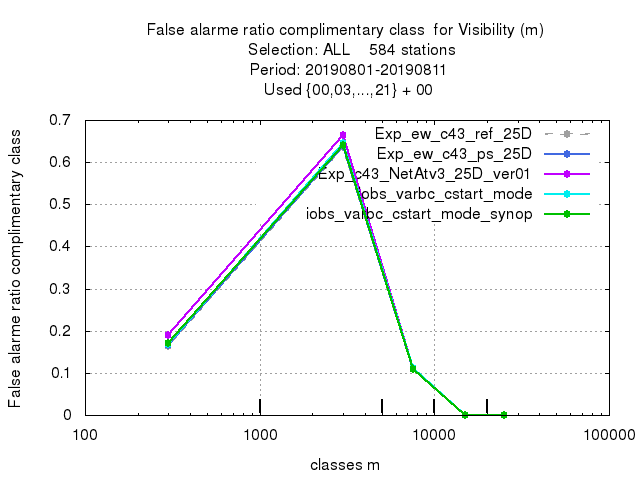 False alarme ratio complimentary class  for Visibility (m)
Selection: ALL    584 stations
Period: 20190801-20190811
Used {00,03,...,21} + 00
False alarme ratio complimentary class
0.7
0.6
0.5
0.4
0.3
0.2
0.1
0
100
1000
10000
100000
classes m
Exp_ew_c43_ref_25D
Exp_ew_c43_ps_25D
Exp_c43_NetAtv3_25D_ver01
iobs_varbc_cstart_mode
iobs_varbc_cstart_mode_synop